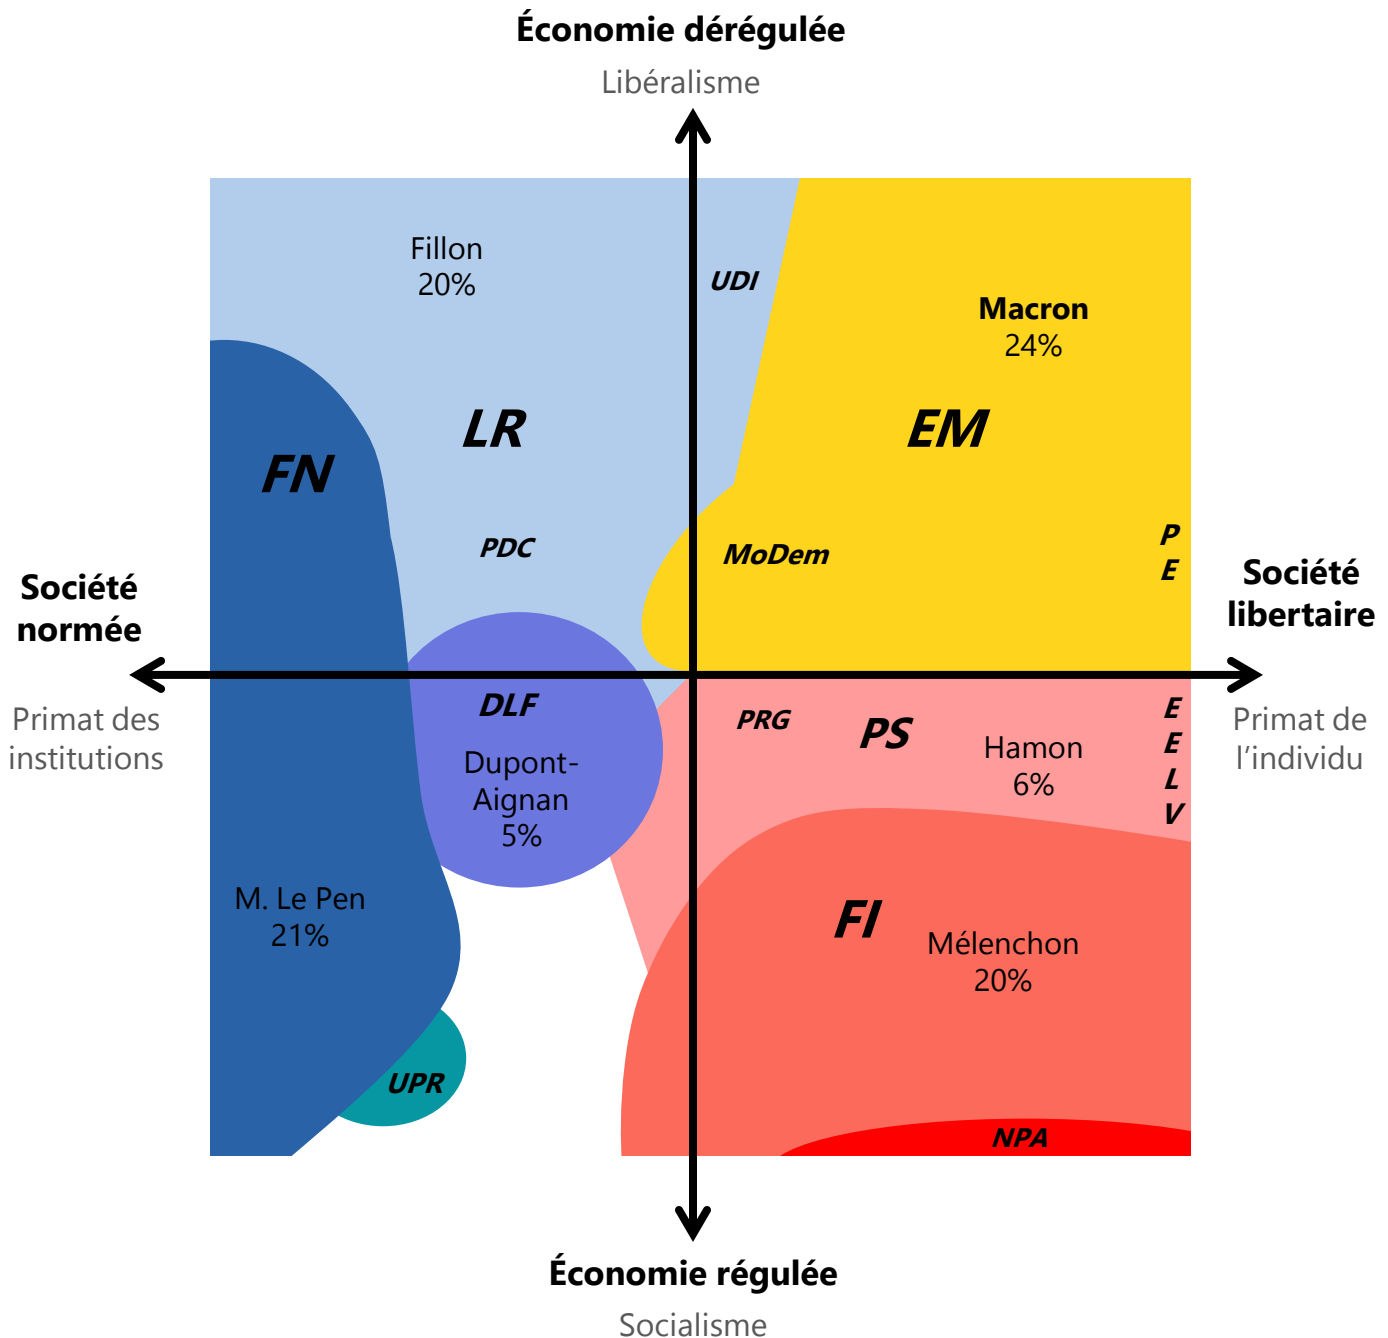 Économie dérégulée
Libéralisme
Fillon
20%
UDI
Macron
24%
LR
EM
FN
PDC
MoDem
P
E
Société
normée
Société
libertaire
Primat des
institutions
DLF
Dupont-
Aignan
5%
PRG
PS
Hamon
6%
E
E
L
V
Primat de
l’individu
M. Le Pen
21%
FI
Mélenchon
20%
UPR
NPA
Économie régulée
Socialisme